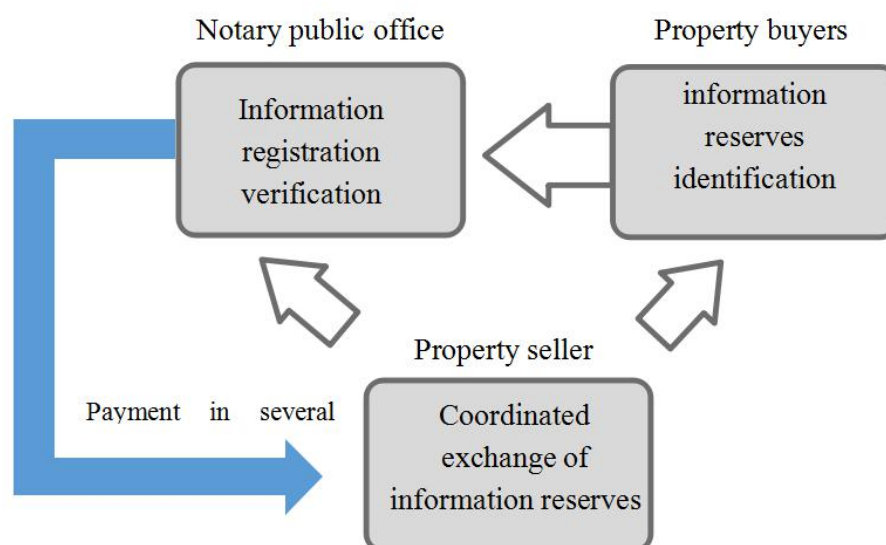 Notary public office
Information
registration
verification
Property buyers
information
reserves
identification
Property seller
Coordinated
exchange of
information reserves
Payment in several